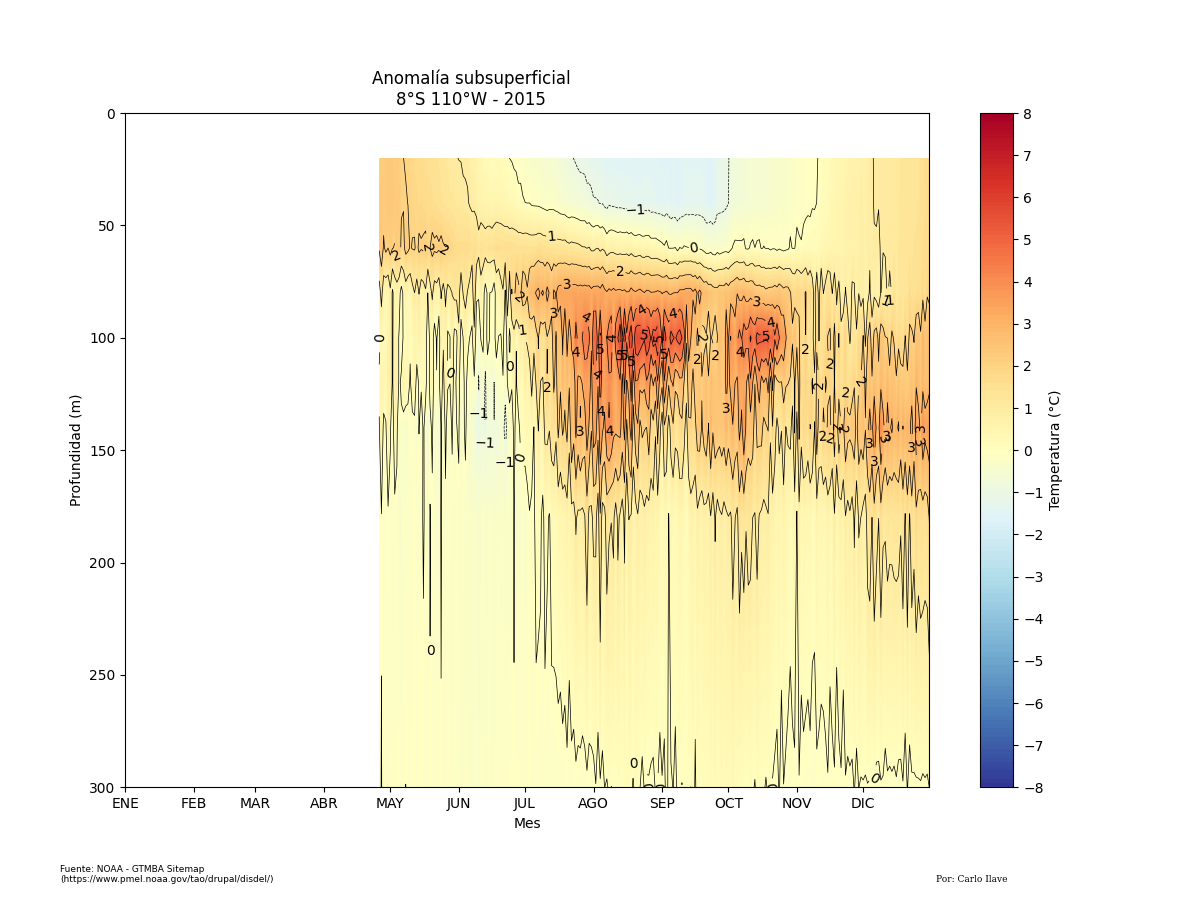 Anomalía subsuperficial
8°S 110°W - 2015
Profundidad (m)
0
50
100
150
200
250
300
ENE FEB MAR ABR MAY JUN JUL AGO SEP OCT NOV DIC
Mes
8
7
6
5
4
3
2
1
0
−1
−2
−3
−4
−5
−6
−7
−8
Temperatura (°C)
Fuente: NOAA - GTMBA Sitemap
(https://www.pmel.noaa.gov/tao/drupal/disdel/)
Por: Carlo Ilave